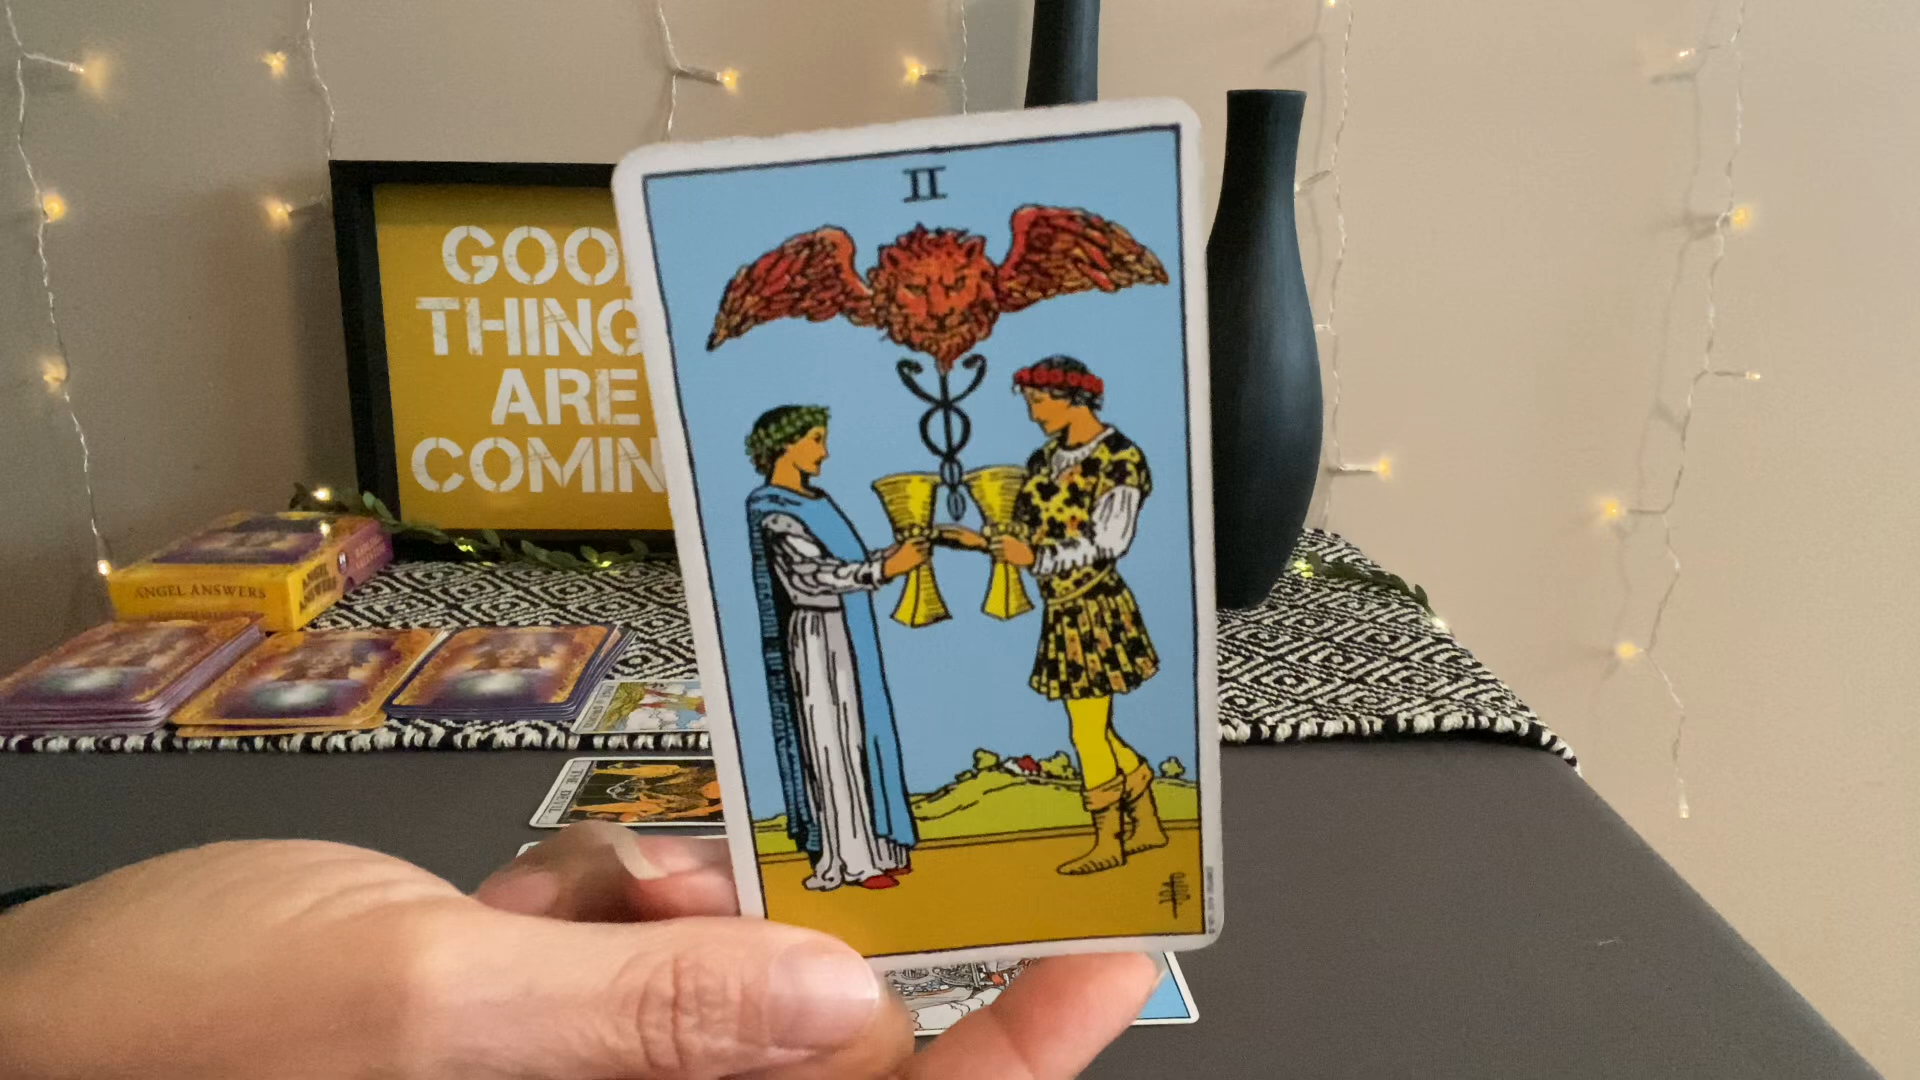 II
GOO
THING
ARE
COMIN
ANGEL ANSWERS
ANGEL
ANSWERS
THE DEVIL